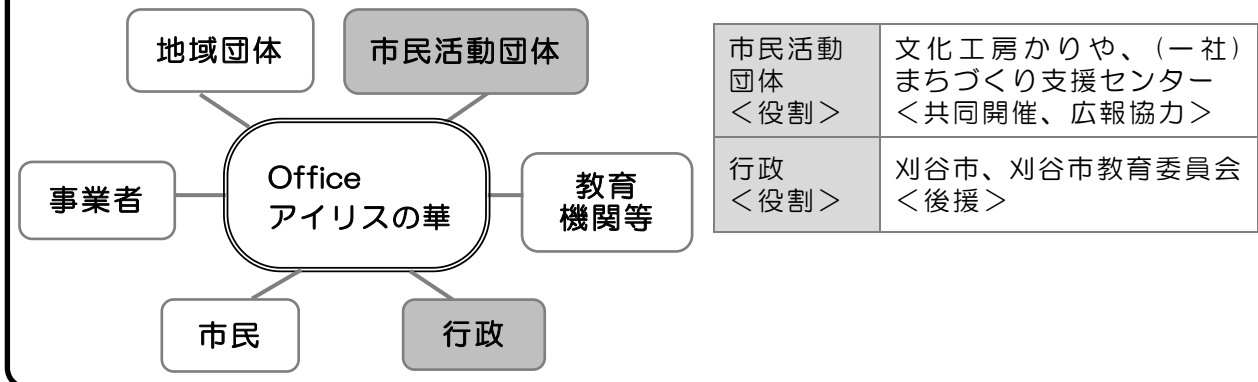 地域団体
市民活動団体
事業者
Office
アイリスの華
教育
機関等
市民
行政
市民活動
団体
＜役割＞
文化工房かりや、(一社)
まちづくり支援センター
＜共同開催、広報協力＞
行政
＜役割＞
刈谷市、刈谷市教育委員会
＜後援＞